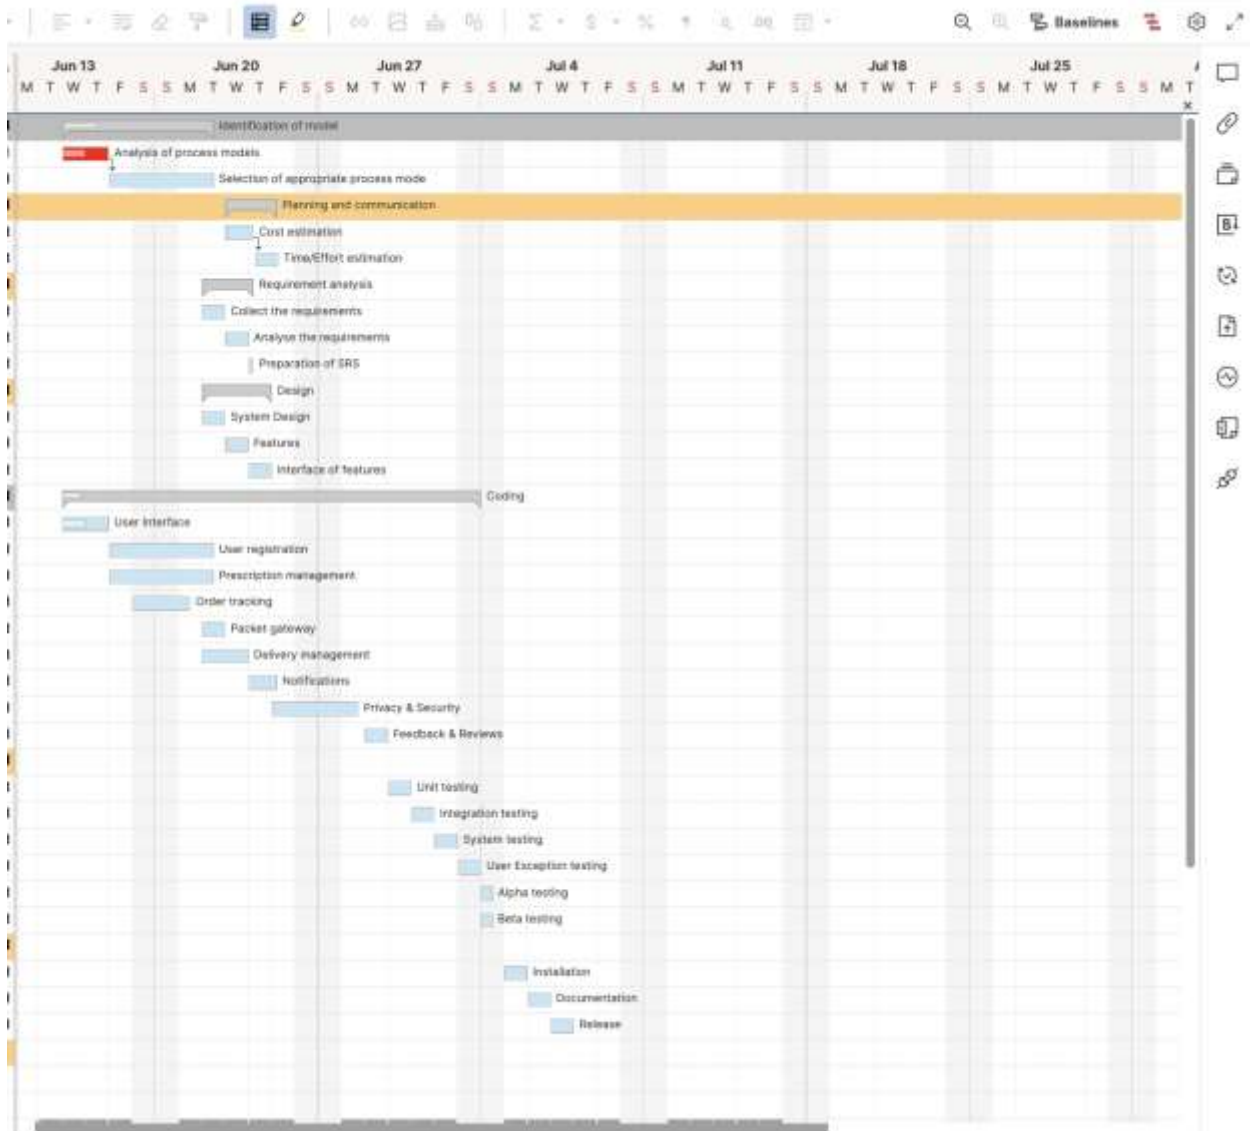 Baselines
Jun 13 Jun 20 Jun 27 Jul 4 Jul 11 Jul 18 Jul 25
M T W T F S S M T W T F S S M T W T F S S M T W T F S S M T W T F S S M T W T F S S M T W T F S S M T
Identification of model
Analysis of process models
Selection of appropriate process mode
Planning and communication
Cost estimation
Time/Effort estimation
Requirement analysis
Collect the requirements
Analyse the requirements
Preparation of SRS
Design
System Design
Features
Interface of features
Coding
User Interface
User registration
Prescription management
Order tracking
Packet gateway
Delivery management
Notifications
Privacy & Security
Feedback & Reviews
Unit testing
Integration testing
System testing
User Exception testing
Alpha testing
Beta testing
Installation
Documentation
Release